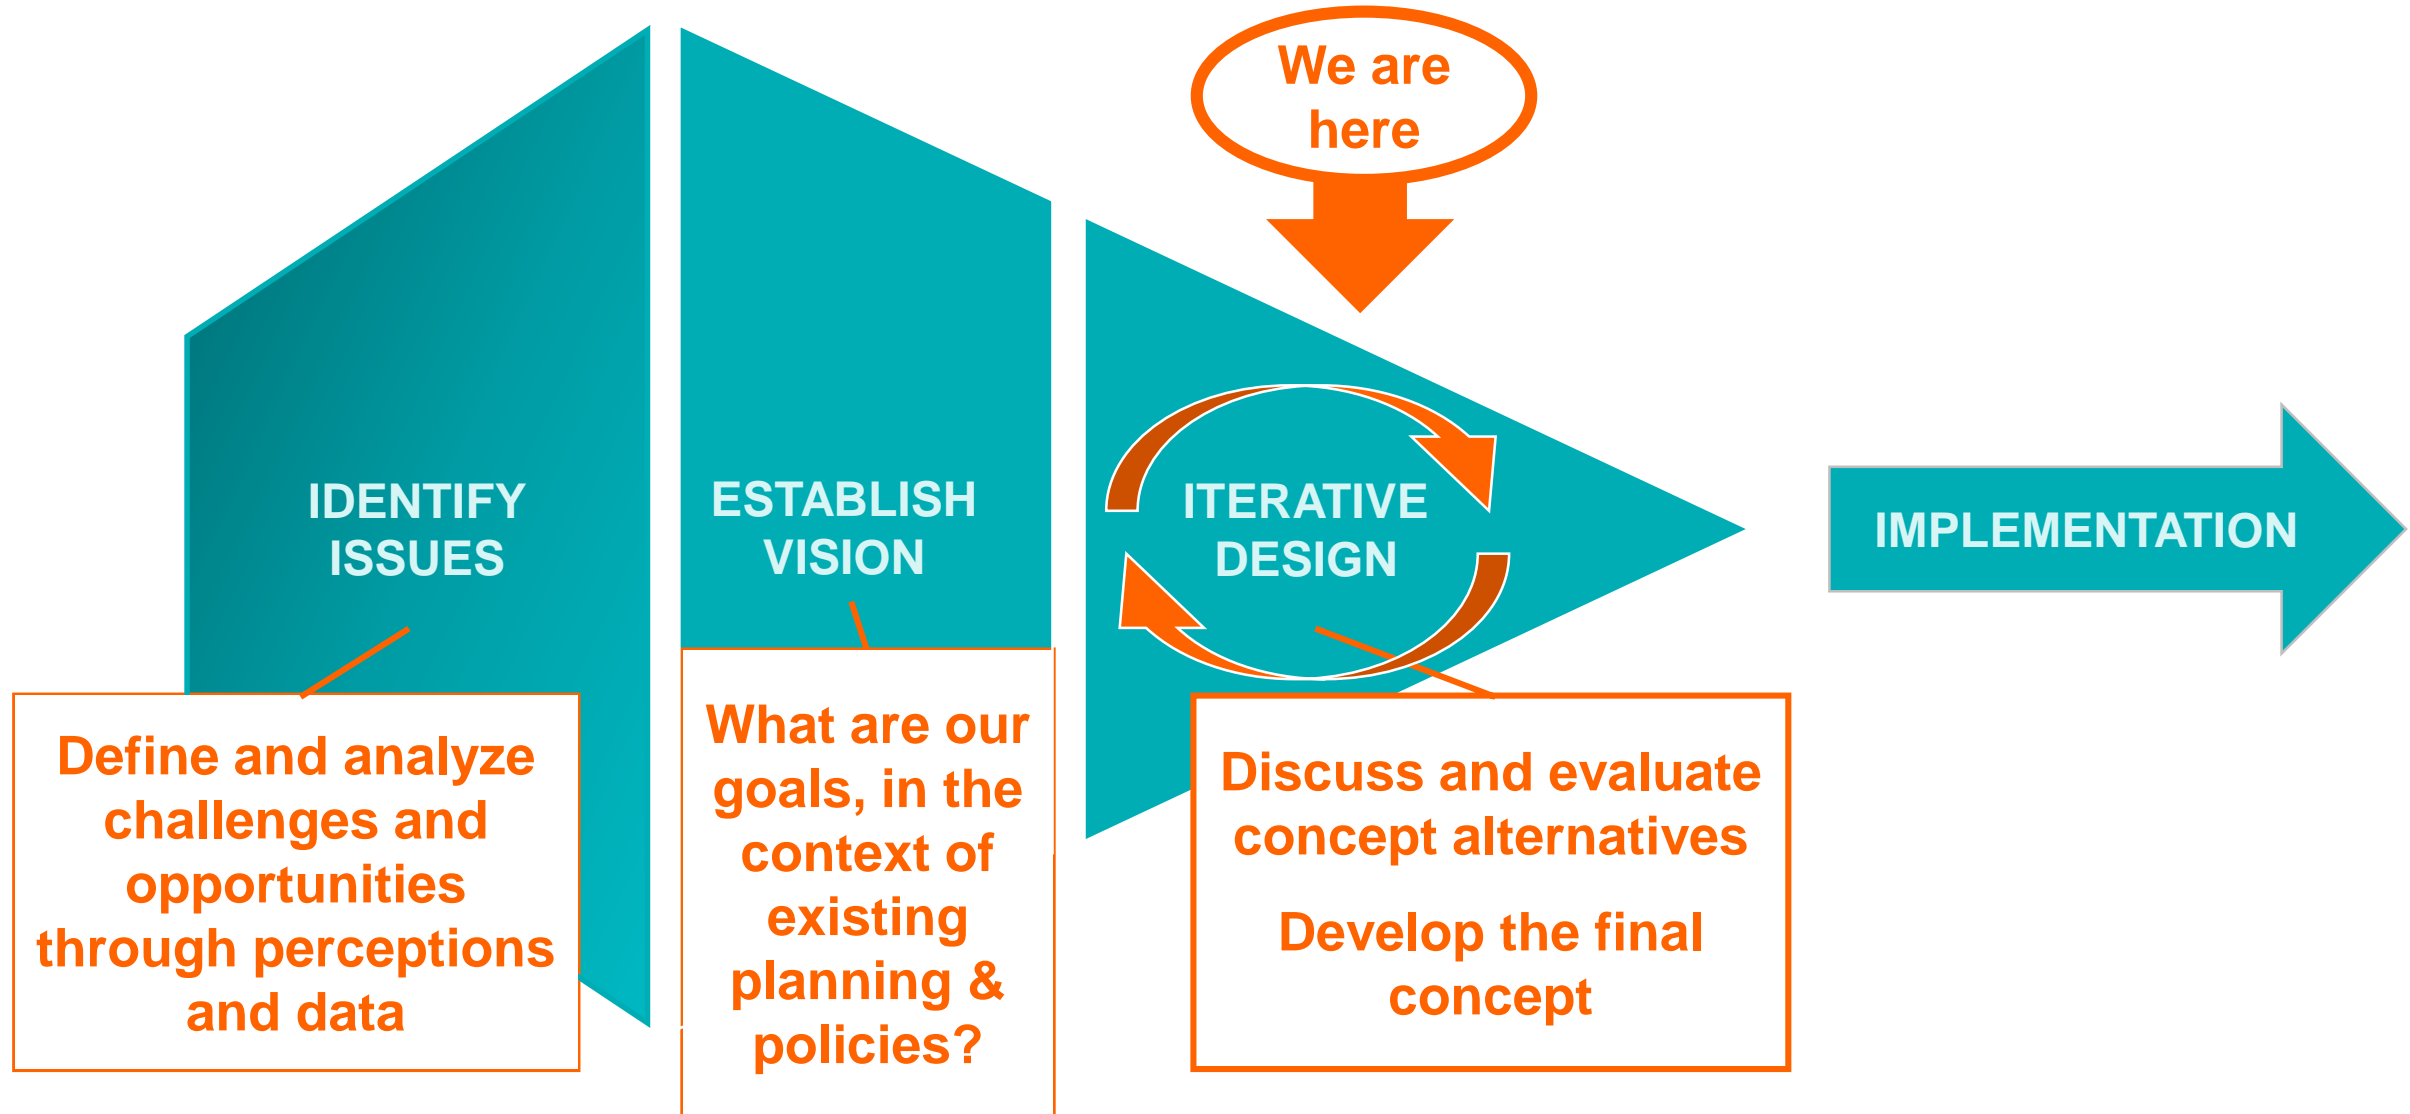 We are
here
IDENTIFY
ISSUES
ESTABLISH
VISION
ITERATIVE
DESIGN
IMPLEMENTATION
Define and analyze
challenges and
opportunities
through perceptions
and data
What are our
goals, in the
context of
existing
planning &
policies?
Discuss and evaluate
concept alternatives
Develop the final
concept